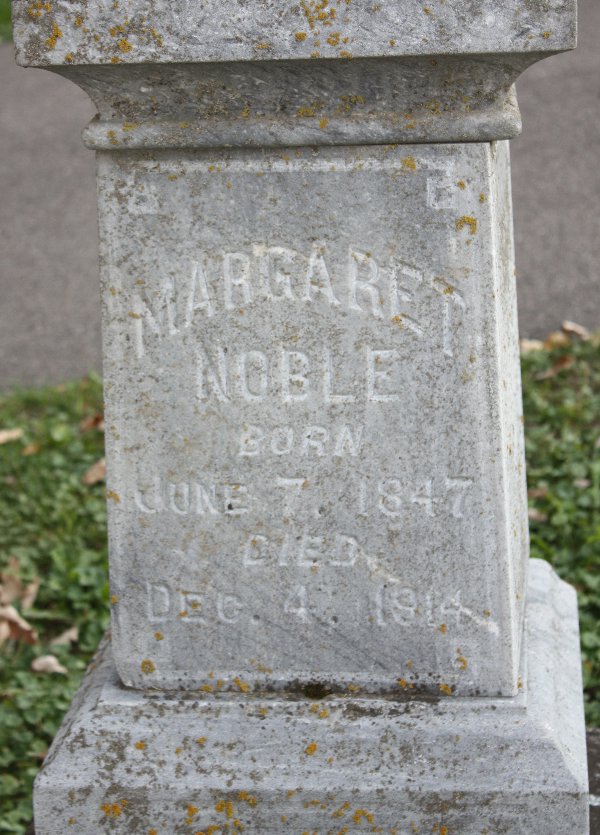 MARGARET
NOBLE
BORN
JUNE 7. 1847
DIED
DEC. 4. 1914